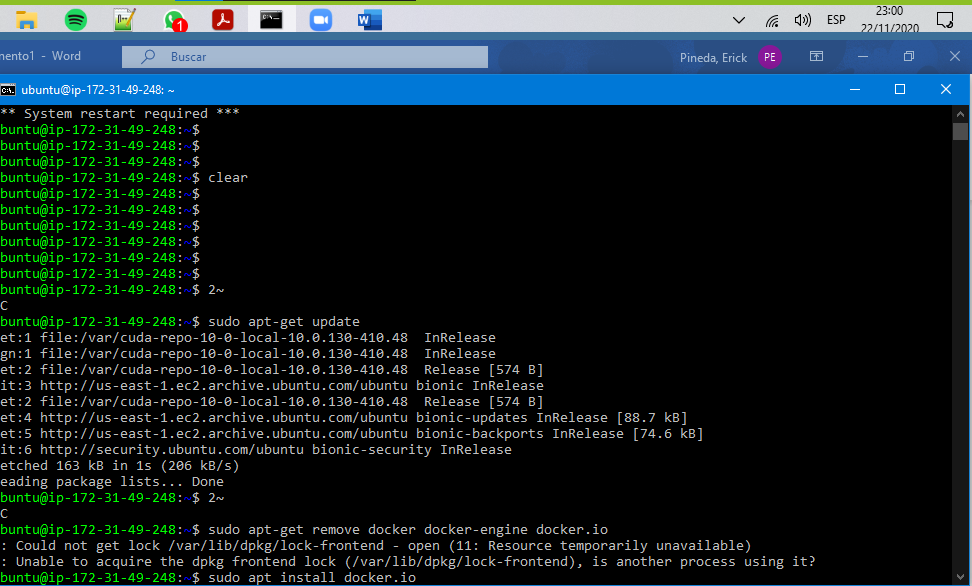 1
ESP
23:00
22/11/2020
mento1 - Word
Buscar
Pineda, Erick
PE
ubuntu@ip-172-31-49-248: ~
** System restart required ***
buntu@ip-172-31-49-248:~$
buntu@ip-172-31-49-248:~$
buntu@ip-172-31-49-248:~$
buntu@ip-172-31-49-248:~$ clear
buntu@ip-172-31-49-248:~$
buntu@ip-172-31-49-248:~$
buntu@ip-172-31-49-248:~$
buntu@ip-172-31-49-248:~$
buntu@ip-172-31-49-248:~$
buntu@ip-172-31-49-248:~$
buntu@ip-172-31-49-248:~$ 2~
C
buntu@ip-172-31-49-248:~$ sudo apt-get update
et:1 file:/var/cuda-repo-10-0-local-10.0.130-410.48  InRelease
gn:1 file:/var/cuda-repo-10-0-local-10.0.130-410.48  InRelease
et:2 file:/var/cuda-repo-10-0-local-10.0.130-410.48  Release [574 B]
it:3 http://us-east-1.ec2.archive.ubuntu.com/ubuntu bionic InRelease
et:2 file:/var/cuda-repo-10-0-local-10.0.130-410.48  Release [574 B]
et:4 http://us-east-1.ec2.archive.ubuntu.com/ubuntu bionic-updates InRelease [88.7 kB]
et:5 http://us-east-1.ec2.archive.ubuntu.com/ubuntu bionic-backports InRelease [74.6 kB]
it:6 http://security.ubuntu.com/ubuntu bionic-security InRelease
etched 163 kB in 1s (206 kB/s)
eading package lists... Done
buntu@ip-172-31-49-248:~$ 2~
C
buntu@ip-172-31-49-248:~$ sudo apt-get remove docker docker-engine docker.io
: Could not get lock /var/lib/dpkg/lock-frontend - open (11: Resource temporarily unavailable)
: Unable to acquire the dpkg frontend lock (/var/lib/dpkg/lock-frontend), is another process using it?
buntu@ip-172-31-49-248:~$ sudo apt install docker.io